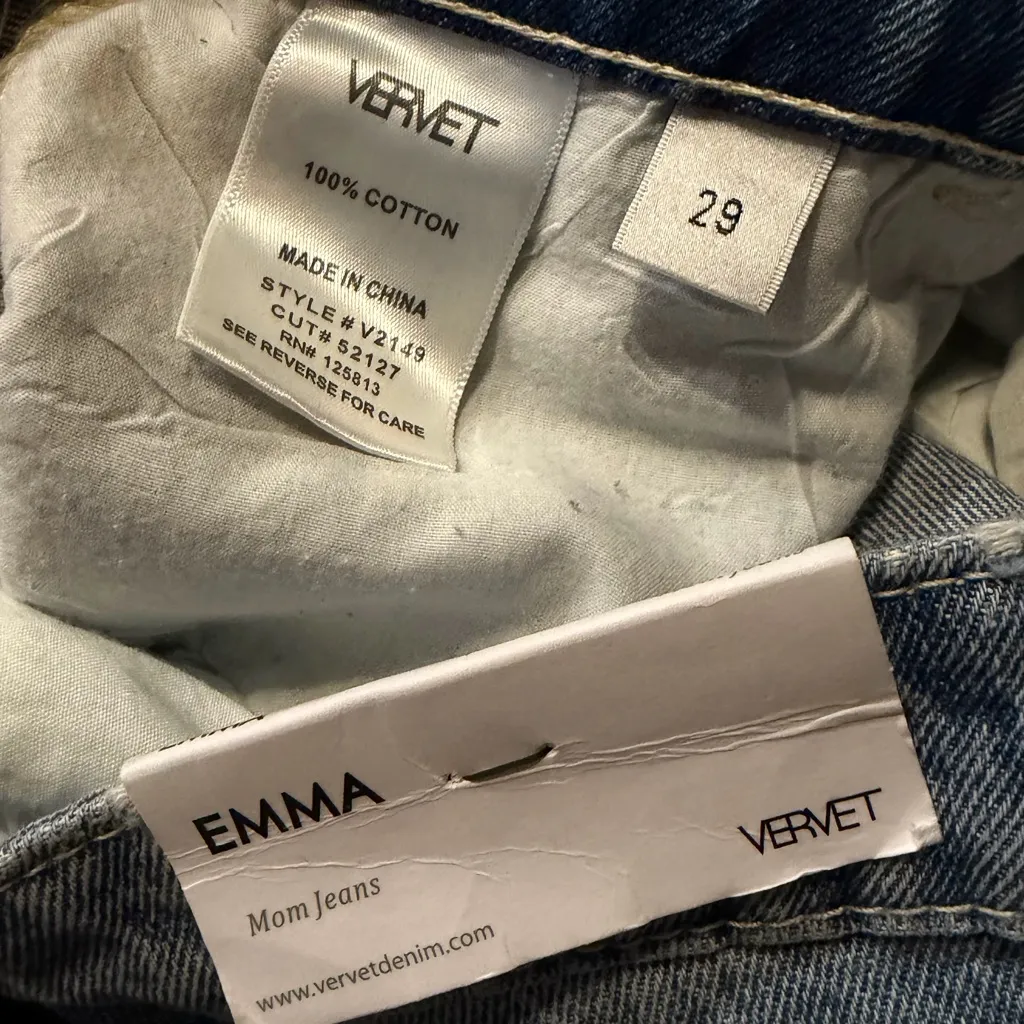 VERVET
100% COTTON
MADE IN CHINA
STYLE # V2149
CUT# 52127
RN# 125813
SEE REVERSE FOR CARE
29
EMMA
VERVET
Mom Jeans
www.vervetdenim.com